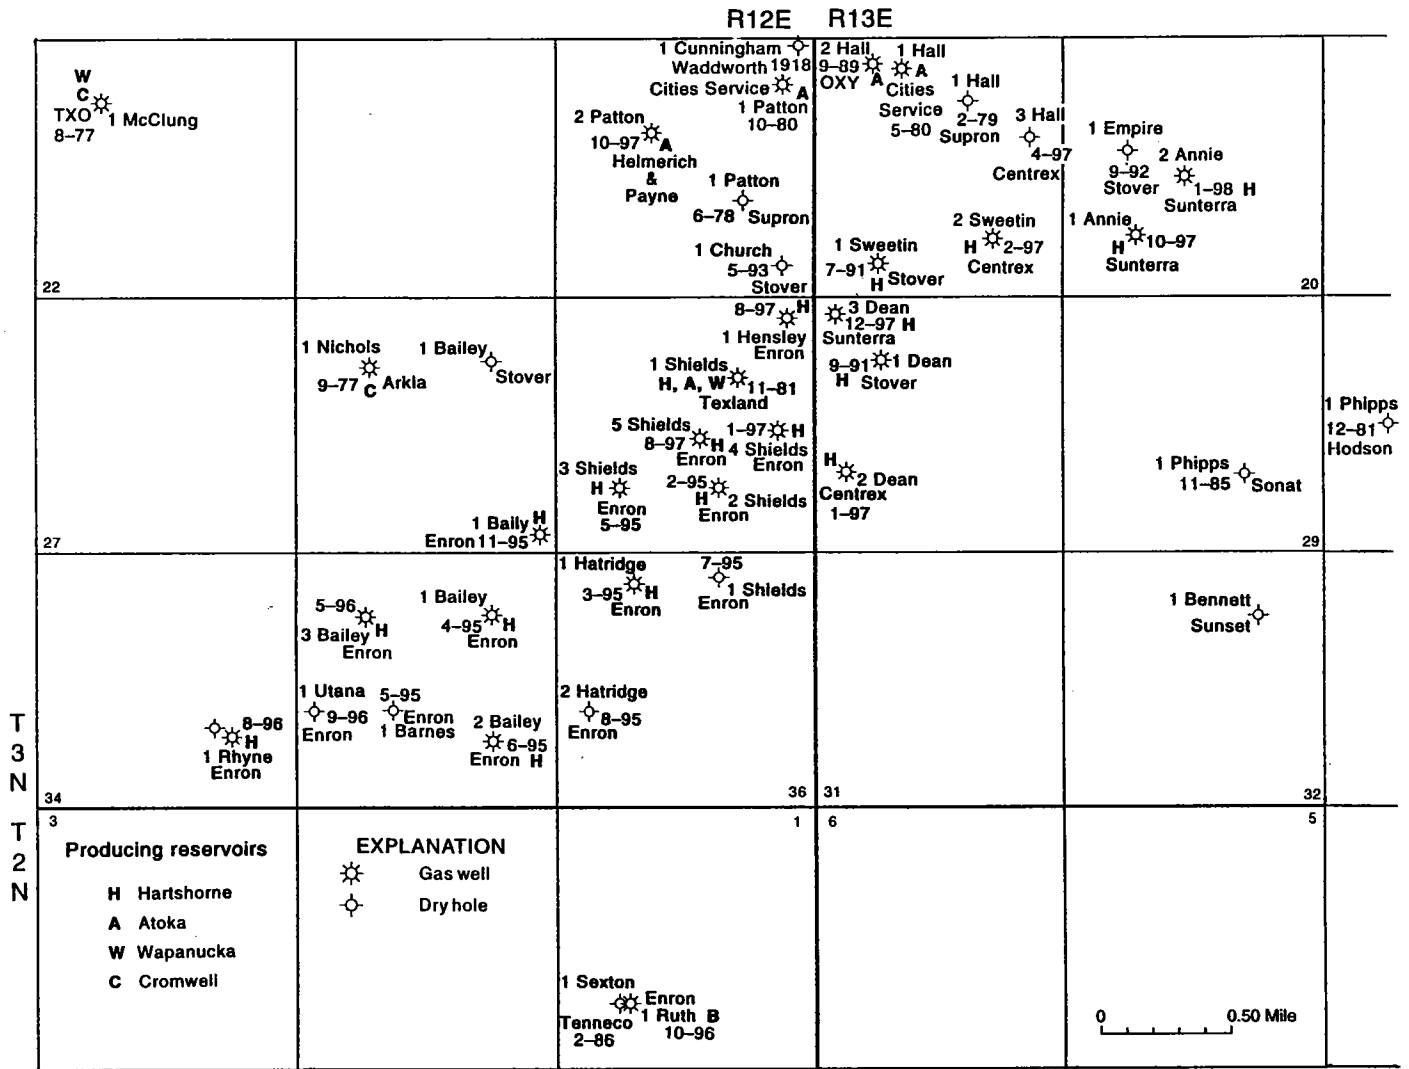 R12E R13E
1 Cunningham
Waddworth 1918
Cities Service
A
1 Patton
10-80
2 Hall
9-89
OXY A
1 Hall
A
Cities
Service
5-80
1 Hall
2-79
Supron
3 Hall
4-97
Centrex
1 Empire
9-92
Stover
2 Annie
1-98 H
Sunterra
W
C
TXO
8-77
1 McClung
2 Patton
10-97 A
Helmerich
&
Payne
1 Patton
6-78 Supron
1 Church
5-93
Stover
1 Sweetin
7-91 Stover
H
2 Sweetin
H 2-97
Centrex
1 Annie
H 10-97
Sunterra
22
20
8-97 H
1 Hensley
Enron
3 Dean
12-97 H
Sunterra
1 Nichols
9-77 Arkla
C
1 Bailey
Stover
1 Shields
H, A, W 11-81
Texland
9-91 1 Dean
H Stover
5 Shields
8-97 H
Enron
1-97 H
4 Shields
Enron
3 Shields
H
Enron
5-95
2-95
H 2 Shields
Enron
H
2 Dean
Centrex
1-97
1 Phipps
11-85 Sonat
1 Phipps
12-81
Hodson
1 Baily H
Enron 11-95
27
29
1 Hatridge
3-95 H
Enron
7-95
1 Shields
Enron
5-96
H
3 Bailey
Enron
1 Bailey
4-95 H
Enron
1 Bennett
Sunset
1 Utana
9-96
Enron
5-95
Enron
1 Barnes
2 Bailey
6-95
Enron H
2 Hatridge
8-95
Enron
8-96
H
1 Rhyne
Enron
T
3
N
34
36
31
32
T
2
N
3
1
6
5
Producing reservoirs
H Hartshorne
A Atoka
W Wapanucka
C Cromwell
EXPLANATION
Gas well
Dry hole
1 Sexton
Tenneco
2-86
Enron
1 Ruth B
10-96
0 0.50 Mile